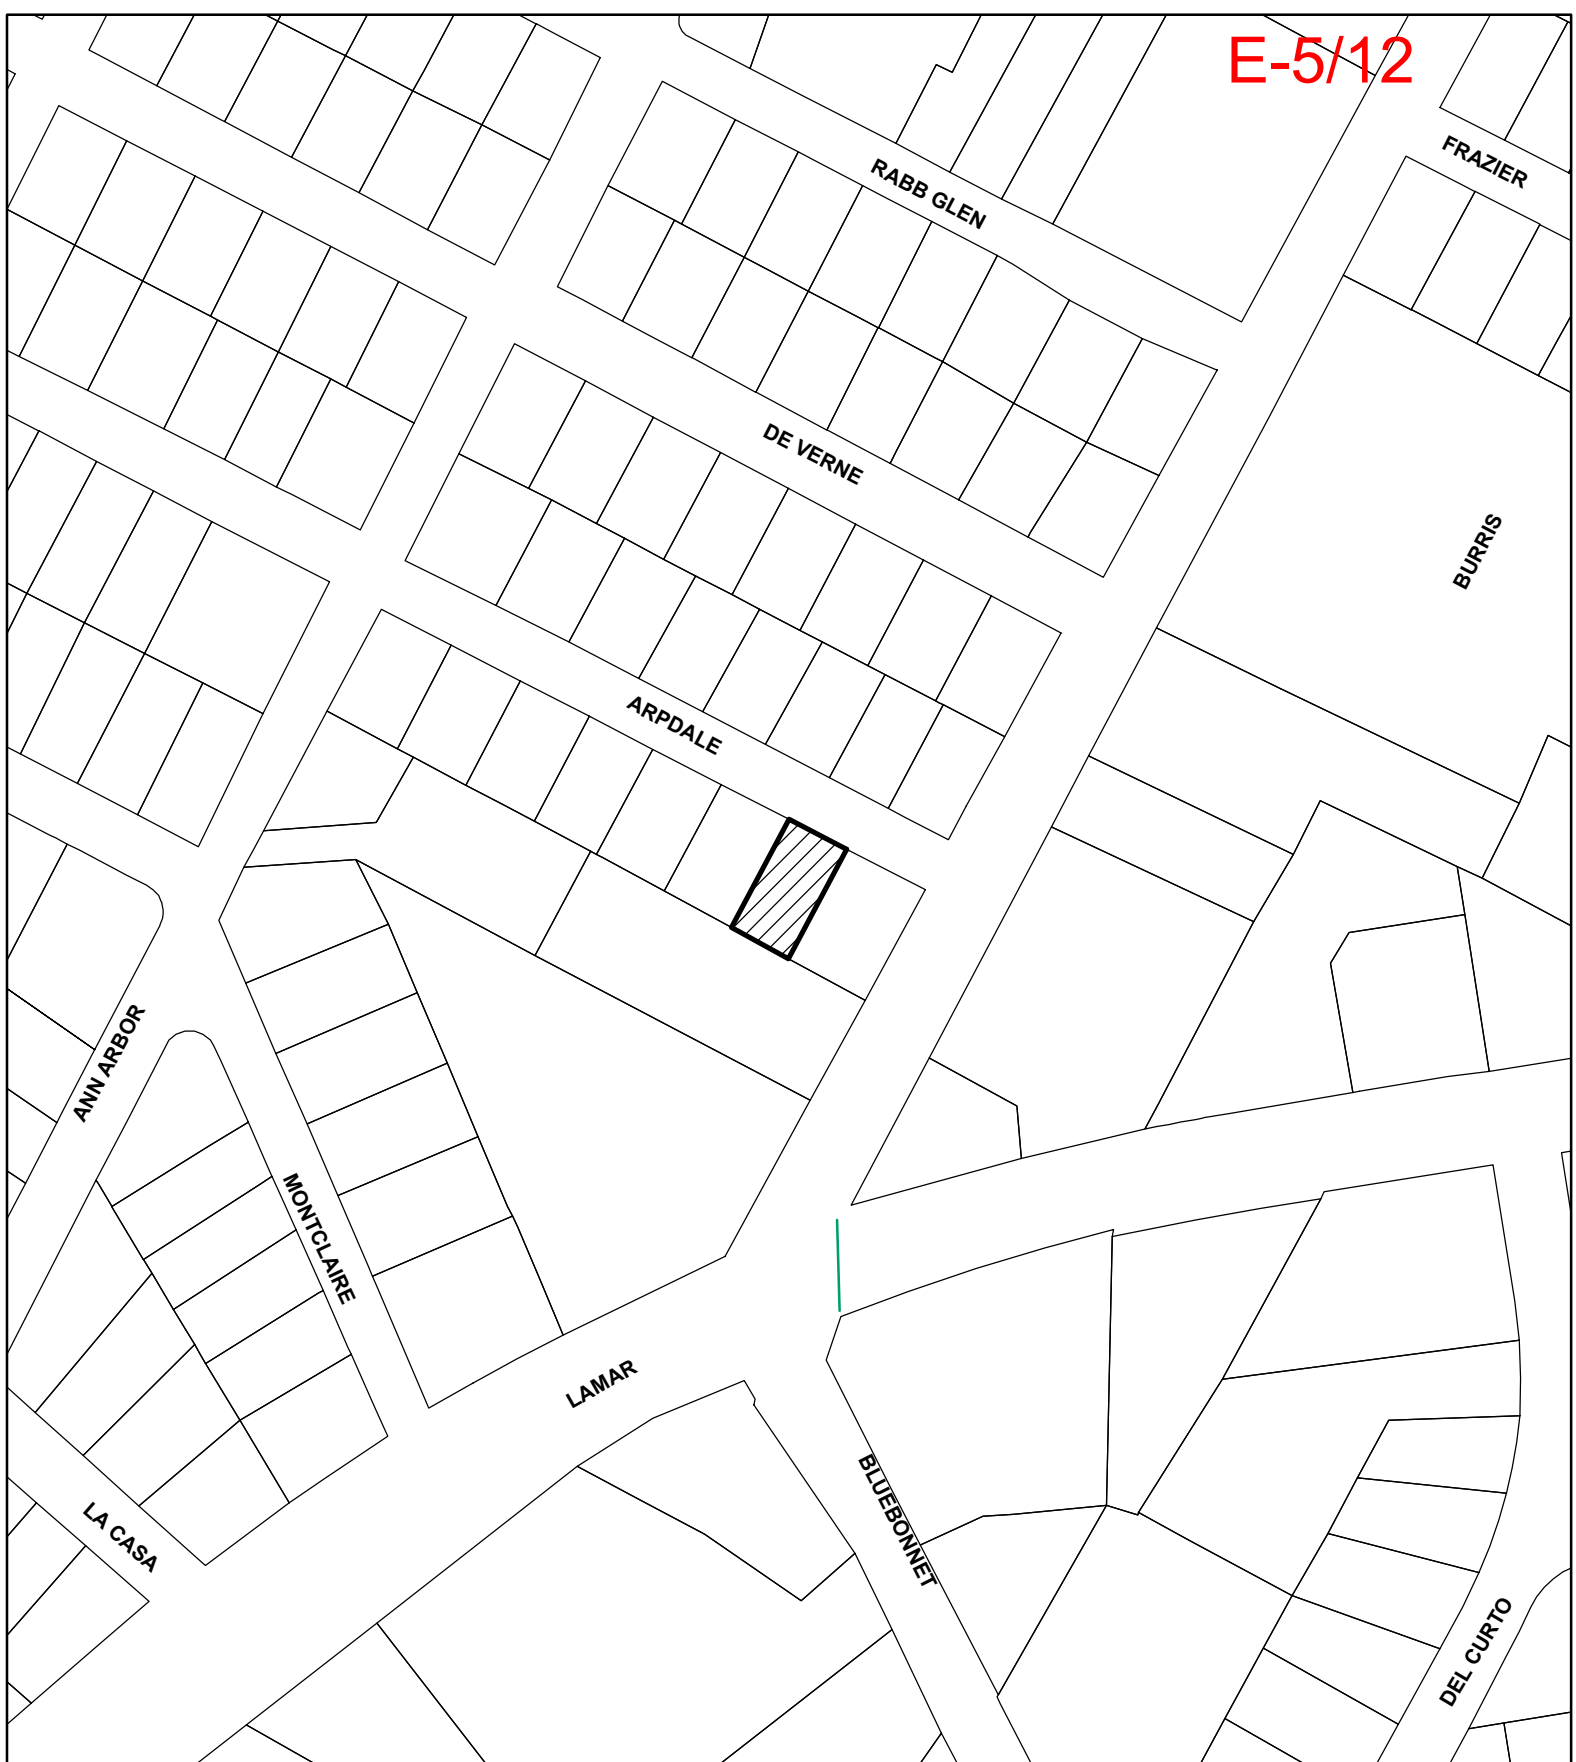 E-5/12
FRAZIER
RABB GLEN
DE VERNE
BURRIS
ARPDALE
ANN ARBOR
MONTCLAIRE
LAMAR
BLUEBONNET
LA CASA
DEL CURTO